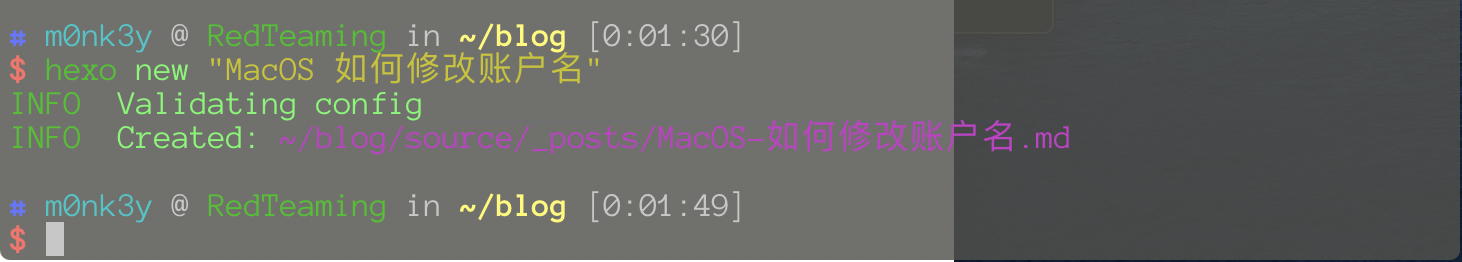 # m0nk3y @ RedTeaming in ~/blog [0:01:30]
$ hexo new "MacOS 如何修改账户名"
INFO  Validating config
INFO  Created: ~/blog/source/_posts/MacOS-如何修改账户名.md
# m0nk3y @ RedTeaming in ~/blog [0:01:49]
$